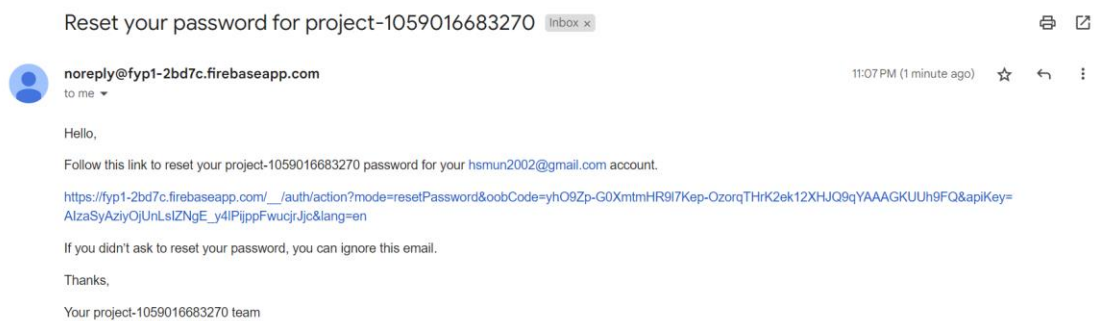 Reset your password for project-1059016683270 Inbox x
noreply@fyp1-2bd7c.firebaseapp.com 11:07 PM (1 minute ago)
to me
Hello,
Follow this link to reset your project-1059016683270 password for your hsmun2002@gmail.com account.
https://fyp1-2bd7c.firebaseapp.com/__/auth/action?mode=resetPassword&oobCode=yhO9Zp-G0XmtmHR9I7Kep-OzorqTHrK2ek12XHJQ9qYAAAGKUUh9FQ&apiKey=
AIzaSyAziyOjUnLsIZNgE_y4lPijppFwucjrJjc&lang=en
If you didn't ask to reset your password, you can ignore this email.
Thanks,
Your project-1059016683270 team